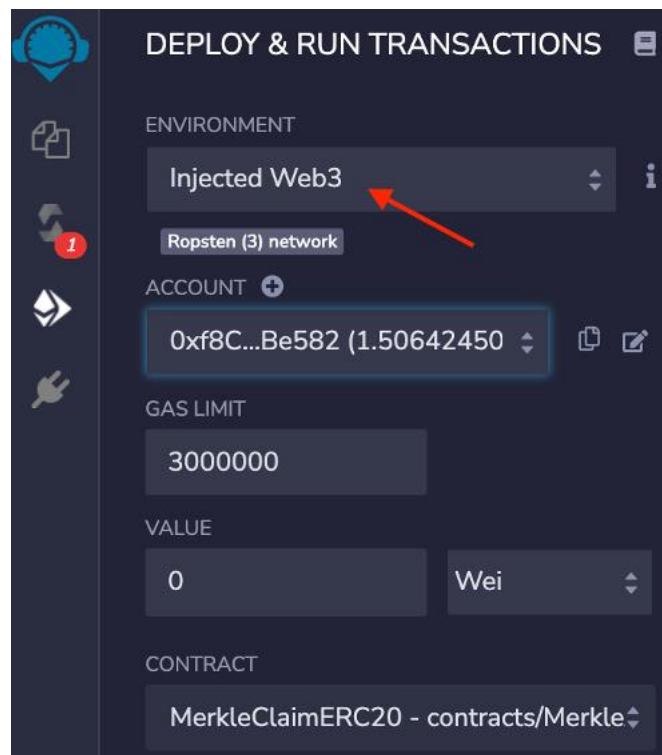 DEPLOY & RUN TRANSACTIONS
ENVIRONMENT
Injected Web3
Ropsten (3) network
1
ACCOUNT
0xf8C...Be582 (1.50642450
GAS LIMIT
3000000
VALUE
0 Wei
CONTRACT
MerkleClaimERC20 - contracts/Merkle.